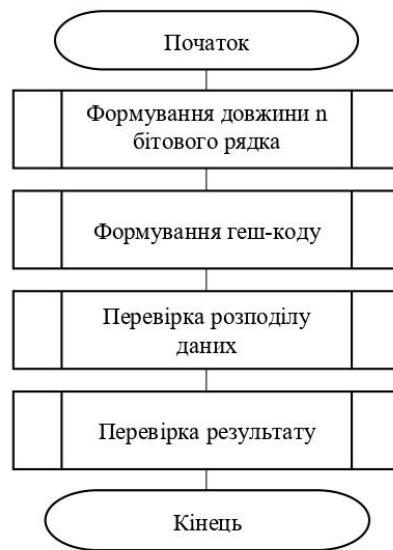 Початок
Формування довжини n
бітового рядка
Формування геш-коду
Перевірка розподілу
даних
Перевірка результату
Кінець